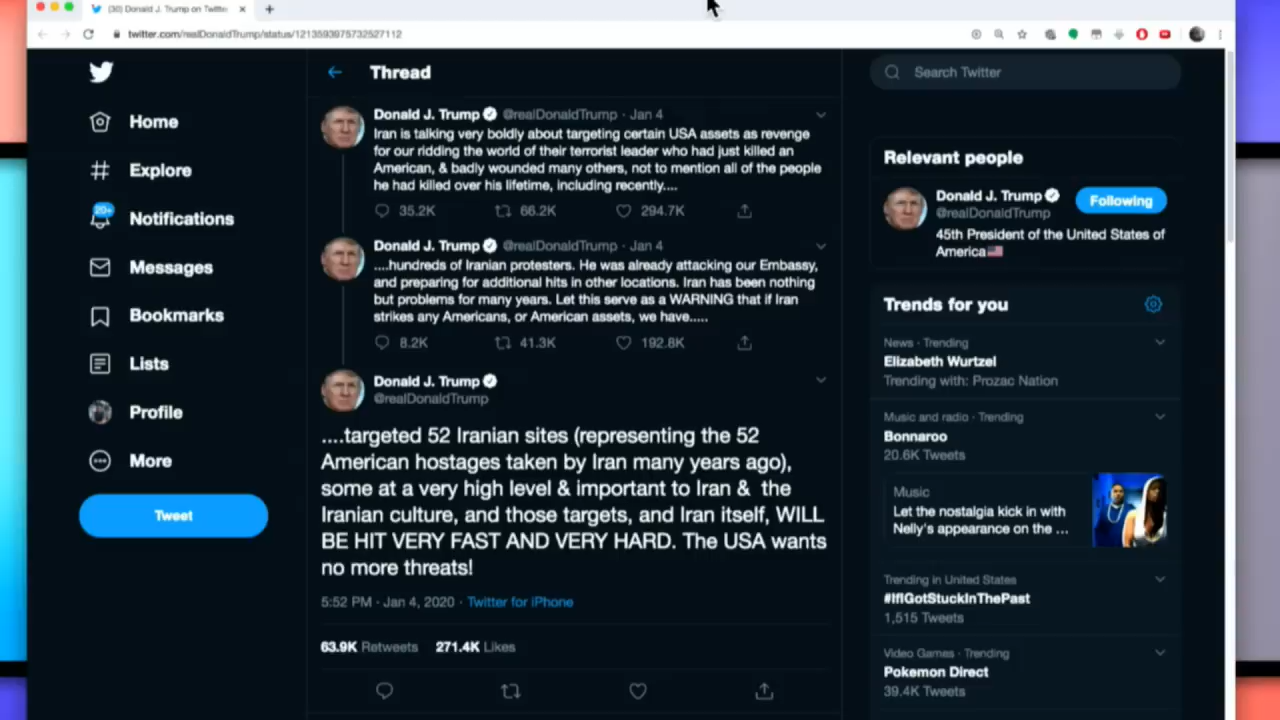 (30) Donald J. Trump on Twitte
twitter.com/realDonaldTrump/status/1213593975732527112
Thread
Search Twitter
Home
Explore
20+
Notifications
Messages
Bookmarks
Lists
Profile
More
Tweet
Donald J. Trump @realDonaldTrump · Jan 4
Iran is talking very boldly about targeting certain USA assets as revenge
for our ridding the world of their terrorist leader who had just killed an
American, & badly wounded many others, not to mention all of the people
he had killed over his lifetime, including recently....
35.2K 66.2K 294.7K
Donald J. Trump @realDonaldTrump · Jan 4
....hundreds of Iranian protesters. He was already attacking our Embassy,
and preparing for additional hits in other locations. Iran has been nothing
but problems for many years. Let this serve as a WARNING that if Iran
strikes any Americans, or American assets, we have.....
8.2K 41.3K 192.8K
Donald J. Trump
@realDonaldTrump
....targeted 52 Iranian sites (representing the 52
American hostages taken by Iran many years ago),
some at a very high level & important to Iran & the
Iranian culture, and those targets, and Iran itself, WILL
BE HIT VERY FAST AND VERY HARD. The USA wants
no more threats!
5:52 PM · Jan 4, 2020 · Twitter for iPhone
63.9K Retweets 271.4K Likes
Relevant people
Donald J. Trump
@realDonaldTrump
Following
45th President of the United States of
America
Trends for you
News · Trending
Elizabeth Wurtzel
Trending with: Prozac Nation
Music and radio · Trending
Bonnaroo
20.6K Tweets
Music
Let the nostalgia kick in with
Nelly's appearance on the ...
Trending in United States
#IfIGotStuckInThePast
1,515 Tweets
Video Games · Trending
Pokemon Direct
39.4K Tweets